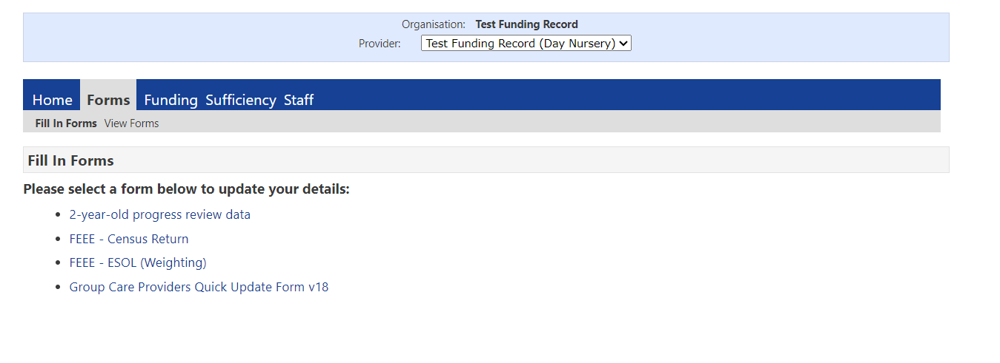 Organisation: Test Funding Record
Provider: Test Funding Record (Day Nursery)
Home Forms Funding Sufficiency Staff
Fill In Forms View Forms
Fill In Forms
Please select a form below to update your details:
2-year-old progress review data
FEEE - Census Return
FEEE - ESOL (Weighting)
Group Care Providers Quick Update Form v18